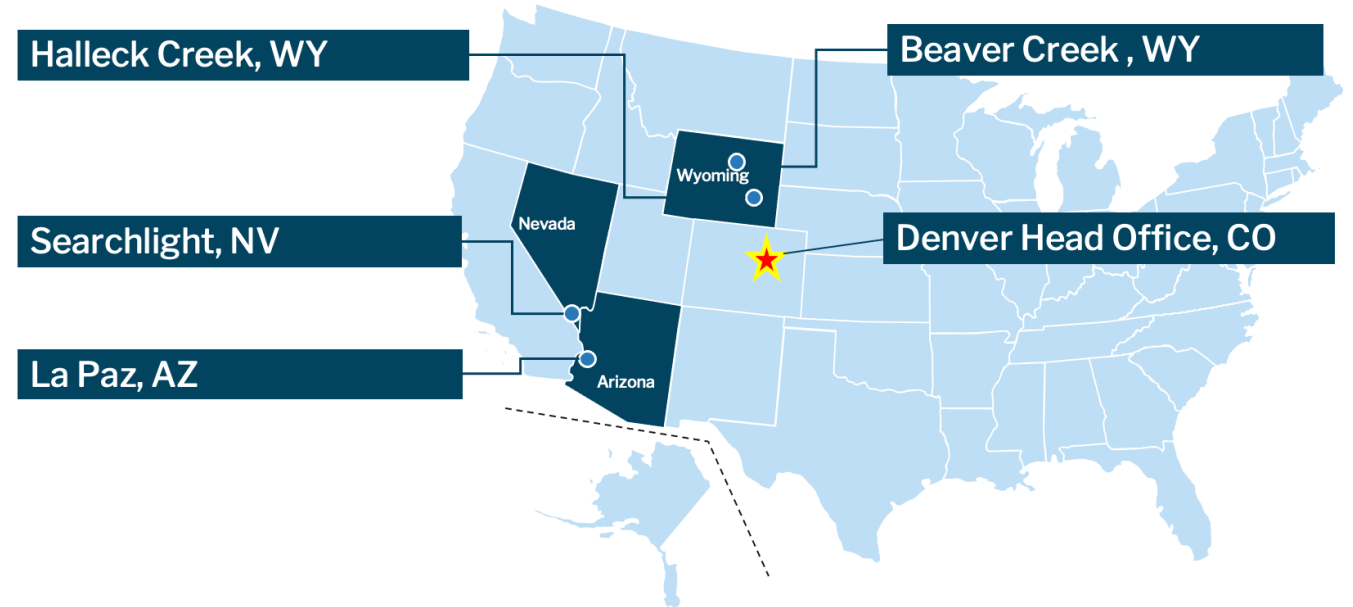 Halleck Creek, WY
Beaver Creek , WY
Wyoming
Nevada
Searchlight, NV
Denver Head Office, CO
La Paz, AZ
Arizona